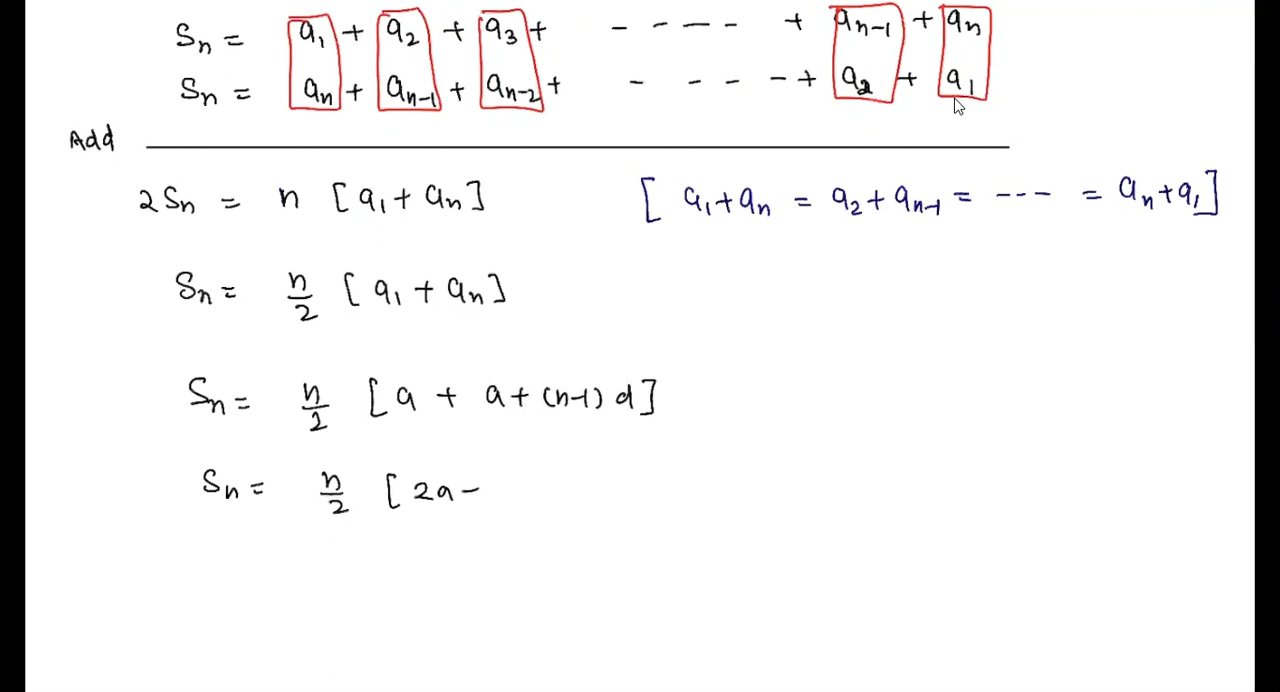 Sn = a₁ + a₂ + a₃ + - - - - - + aₙ₋₁ + aₙ
Sn = aₙ + aₙ₋₁ + aₙ₋₂ + - - - - - + a₂ + a₁
Add
2Sn = n [a₁ + aₙ] [ a₁+aₙ = a₂+aₙ₋₁ = --- = aₙ+a₁]
Sn = n/2 [a₁ + aₙ]
Sn = n/2 [a + a+(n-1)d]
Sn = n/2 [2a -